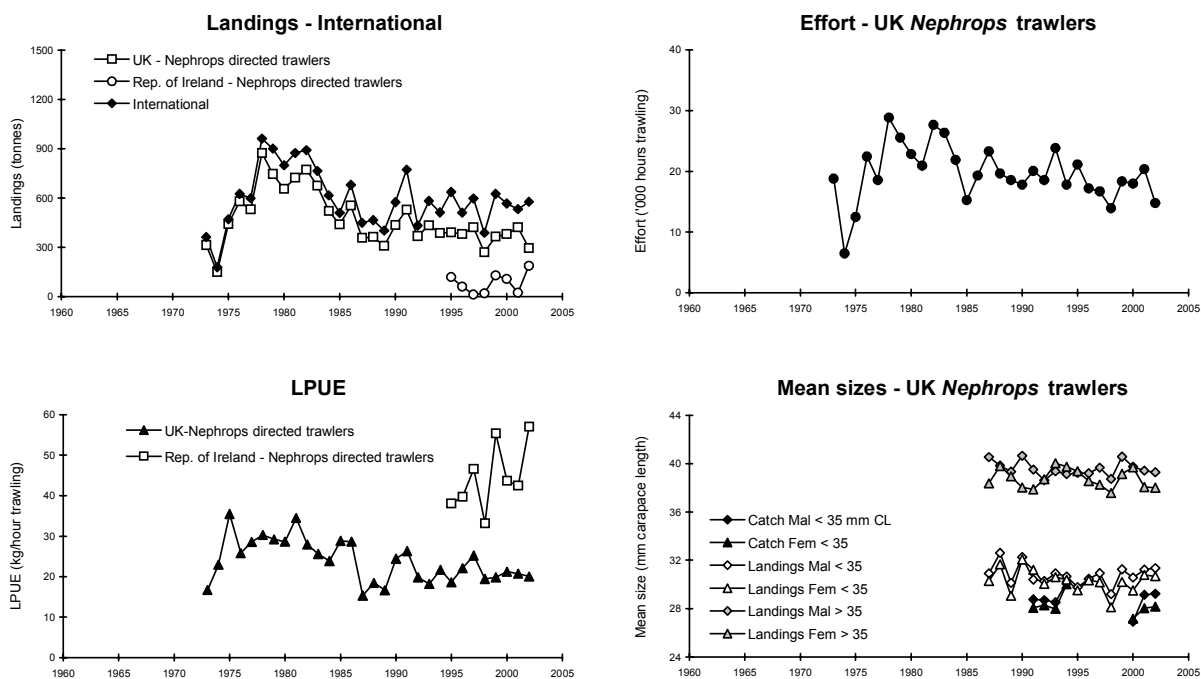 Landings - International
Landings (tonnes)
1500
1200
900
600
300
0
1960 1965 1970 1975 1980 1985 1990 1995 2000 2005
UK - Nephrops directed trawlers
Rep. of Ireland - Nephrops directed trawlers
International
Effort - UK Nephrops trawlers
Effort ('000 hours trawling)
40
30
20
10
0
1960 1965 1970 1975 1980 1985 1990 1995 2000 2005
LPUE
LPUE (kg/hour trawling)
60
50
40
30
20
10
0
1960 1965 1970 1975 1980 1985 1990 1995 2000 2005
UK-Nephrops directed trawlers
Rep. of Ireland - Nephrops directed trawlers
Mean sizes - UK Nephrops trawlers
Mean size (mm carapace length)
44
40
36
32
28
24
1960 1965 1970 1975 1980 1985 1990 1995 2000 2005
Catch Mal < 35 mm CL
Catch Fem < 35
Landings Mal < 35
Landings Fem < 35
Landings Mal > 35
Landings Fem > 35